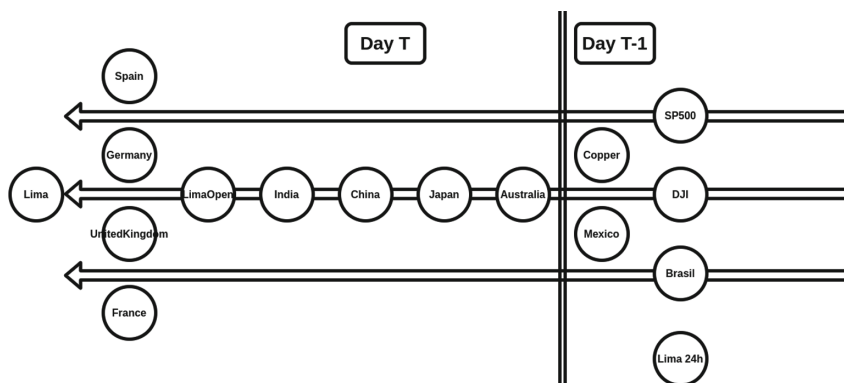 Day T
Day T-1
Spain
SP500
Germany
Copper
Lima
LimaOpen
India
China
Japan
Australia
DJI
UnitedKingdom
Mexico
Brasil
France
Lima 24h